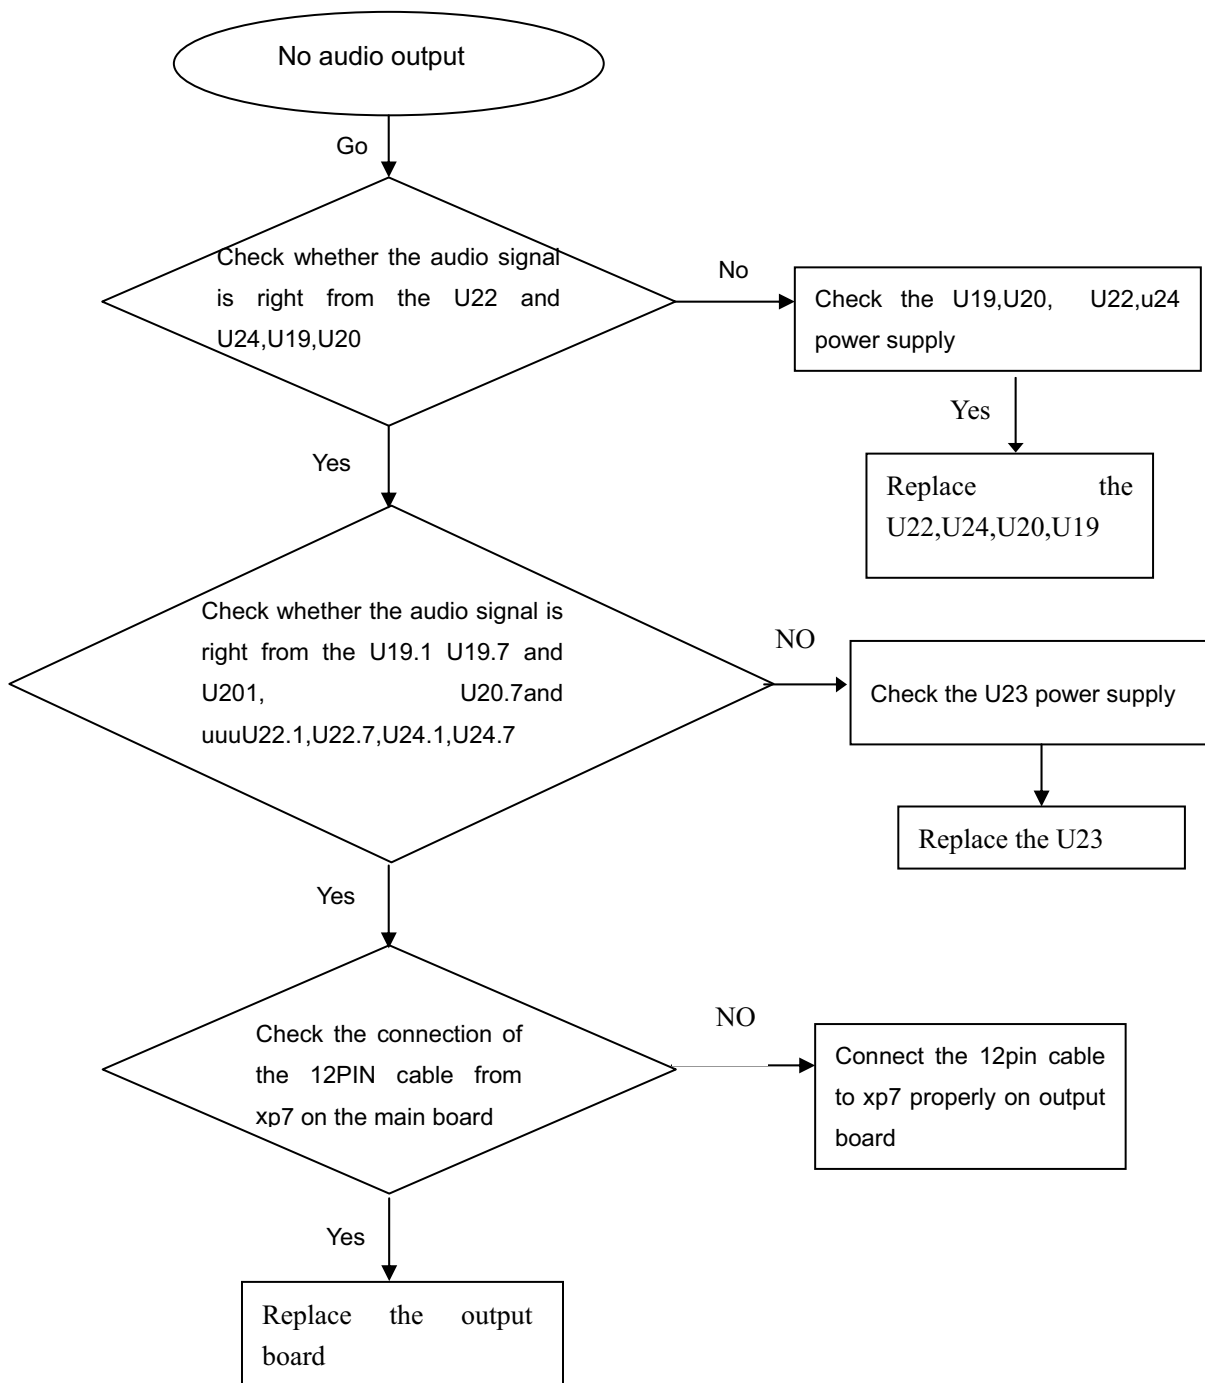 No audio output
Go
Check whether the audio signal
is right from the U22 and
U24,U19,U20
No
Check the U19,U20, U22,u24
power supply
Yes
Replace the
U22,U24,U20,U19
Yes
Check whether the audio signal is
right from the U19.1 U19.7 and
U201, U20.7and
uuuU22.1,U22.7,U24.1,U24.7
NO
Check the U23 power supply
Replace the U23
Yes
Check the connection of
the 12PIN cable from
xp7 on the main board
NO
Connect the 12pin cable
to xp7 properly on output
board
Yes
Replace the output
board